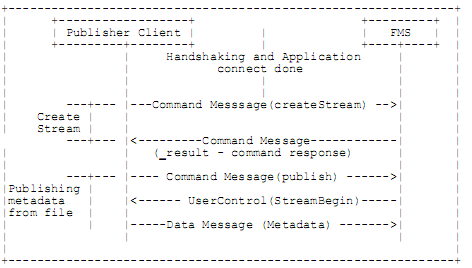 Publisher Client
FMS
Handshaking and Application
connect done
---Command Messsage(createStream) -->
Create
Stream
<---------Command Message------------
(_result - command response)
---- Command Message(publish) ------>
Publishing
metadata
from file
<------ UserControl(StreamBegin)-----
-----Data Message (Metadata) ------->